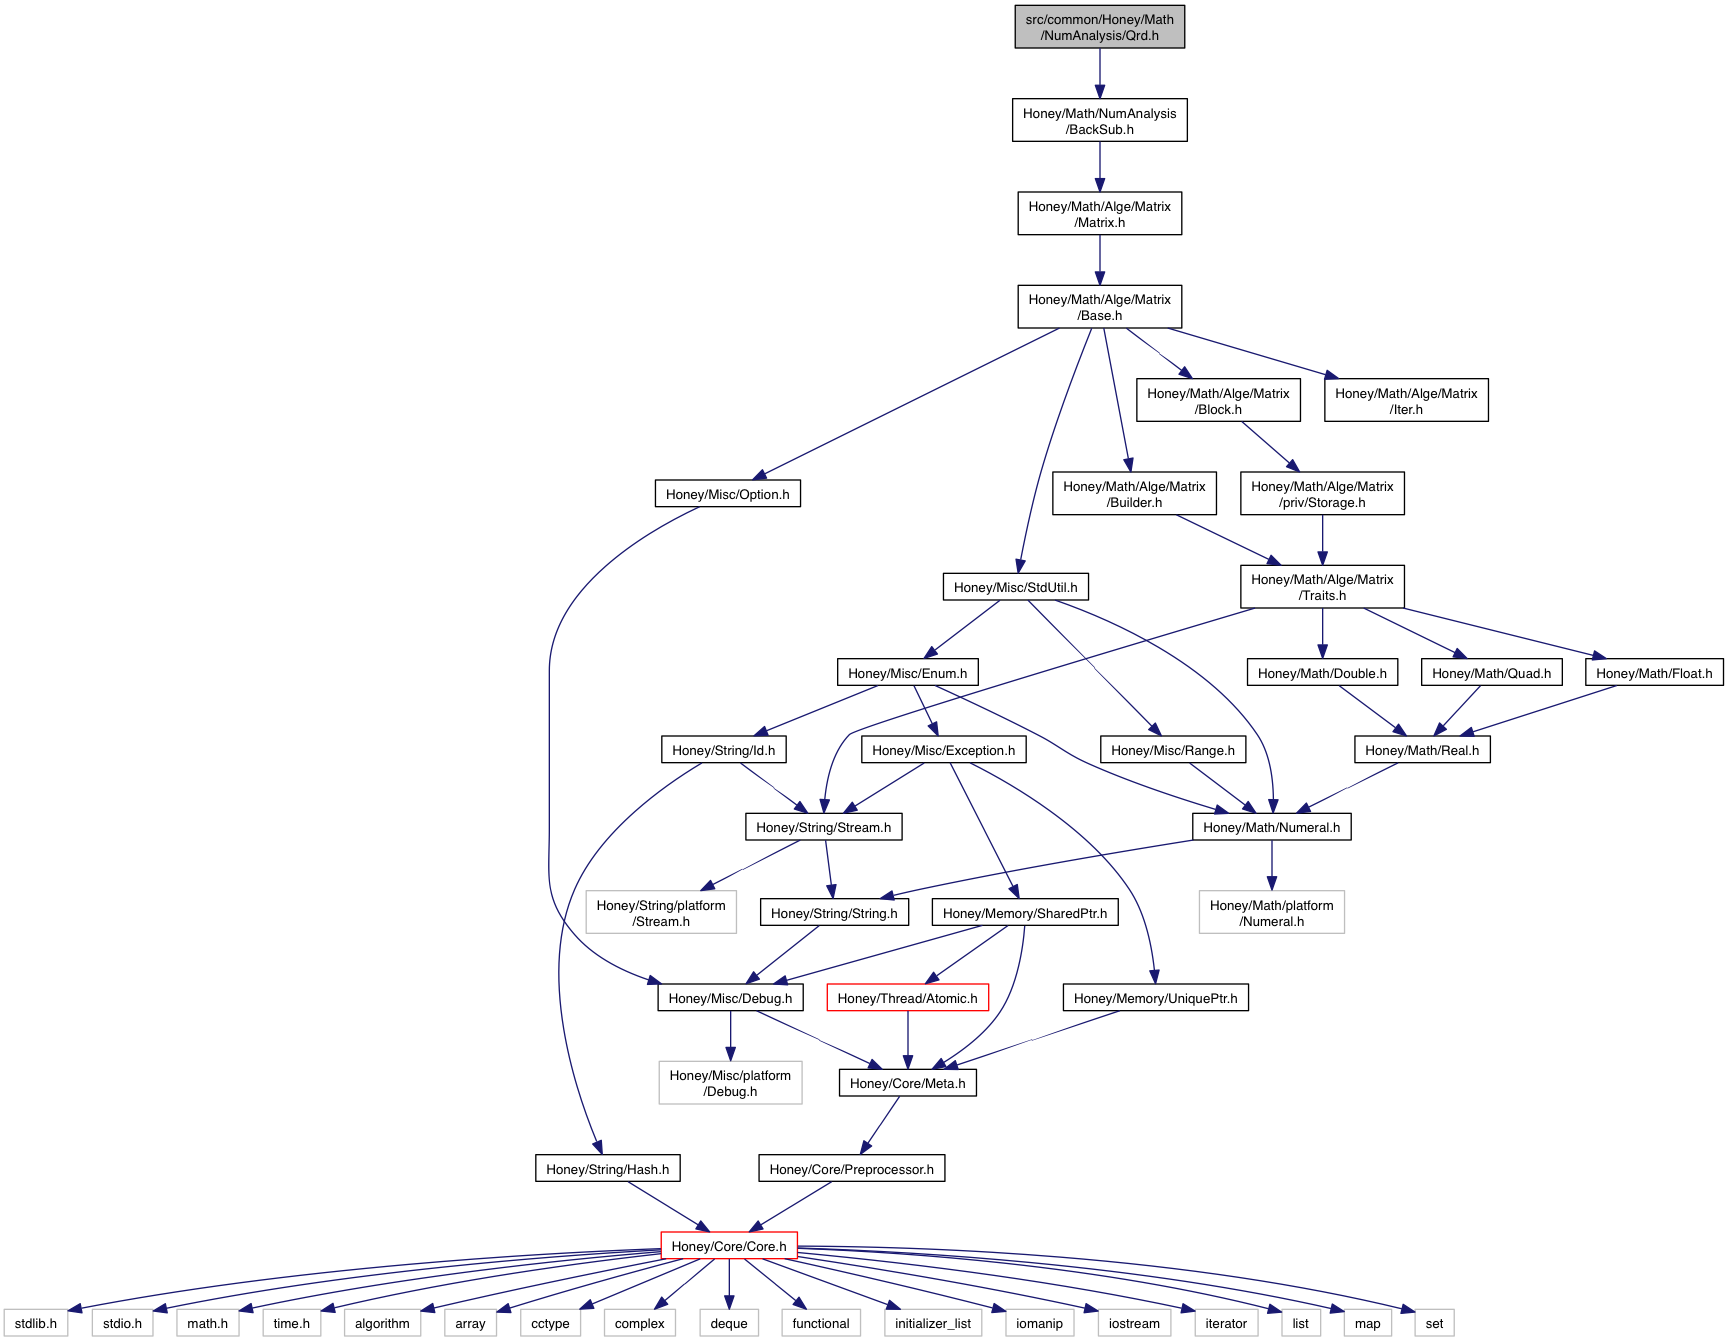 src/common/Honey/Math
/NumAnalysis/Qrd.h
Honey/Math/NumAnalysis
/BackSub.h
Honey/Math/Alge/Matrix
/Matrix.h
Honey/Math/Alge/Matrix
/Base.h
Honey/Math/Alge/Matrix
/Block.h
Honey/Math/Alge/Matrix
/Iter.h
Honey/Misc/Option.h
Honey/Math/Alge/Matrix
/Builder.h
Honey/Math/Alge/Matrix
/priv/Storage.h
Honey/Misc/StdUtil.h
Honey/Math/Alge/Matrix
/Traits.h
Honey/Misc/Enum.h
Honey/Math/Double.h
Honey/Math/Quad.h
Honey/Math/Float.h
Honey/String/Id.h
Honey/Misc/Exception.h
Honey/Misc/Range.h
Honey/Math/Real.h
Honey/String/Stream.h
Honey/Math/Numeral.h
Honey/String/platform
/Stream.h
Honey/String/String.h
Honey/Memory/SharedPtr.h
Honey/Math/platform
/Numeral.h
Honey/Misc/Debug.h
Honey/Thread/Atomic.h
Honey/Memory/UniquePtr.h
Honey/Misc/platform
/Debug.h
Honey/Core/Meta.h
Honey/String/Hash.h
Honey/Core/Preprocessor.h
Honey/Core/Core.h
stdlib.h
stdio.h
math.h
time.h
algorithm
array
cctype
complex
deque
functional
initializer_list
iomanip
iostream
iterator
list
map
set